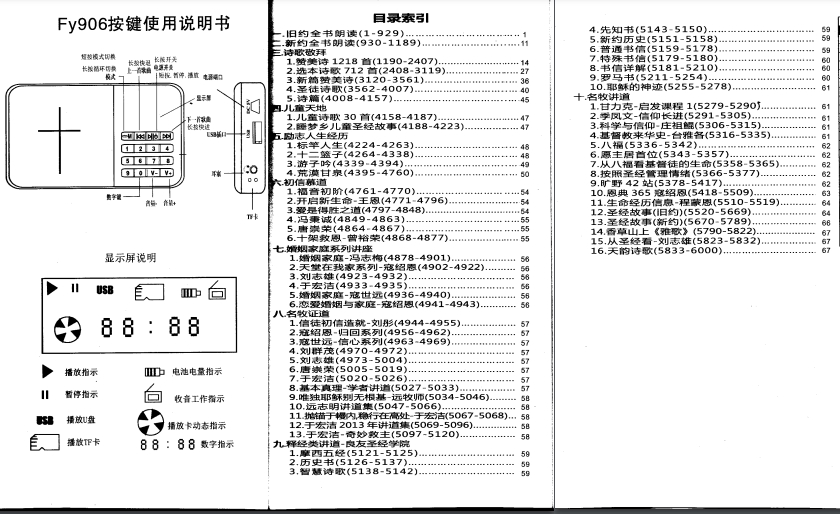 Fy906按键使用说明书
短按模式切换
长按循环切换
模式
长按快退
上一首歌曲
长按开关
电源开关
短按,暂停,播放
电源端口
显示屏
下一首歌曲
长按快进
USB插口
耳塞
TF卡
数字键
音量-
音量+
M
1 2 3 4
5 6 7 8
9 0 V- V+
显示屏说明
USB
88:88
播放指示
电池电量指示
暂停指示
收音工作指示
USB 播放U盘
播放卡动态指示
播放TF卡
88:88 数字指示
目录索引
一.旧约全书朗读(1-929) 1
二.新约全书朗读(930-1189) 11
三.诗歌敬拜
1.赞美诗 1218 首(1190-2407) 14
2.选本诗歌 712 首(2408-3119) 27
3.新篇赞美诗(3120-3561) 36
4.圣徒诗歌(3562-4007) 40
5.诗篇(4008-4157) 45
四.儿童天地
1.儿童诗歌 30 首(4158-4187) 47
2.睡梦乡儿童圣经故事(4188-4223) 47
五.励志人生经历
1.标竿人生(4224-4263) 48
2.十二篮子(4264-4338) 48
3.游子吟(4339-4394) 49
4.荒漠甘泉(4395-4760) 50
六.初信慕道
1.福音初阶(4761-4770) 54
2.开启新生命-王恩(4771-4796) 54
3.爱是得胜之道(4797-4848) 54
4.冯秉诚(4849-4863) 55
5.唐崇荣(4864-4867) 55
6.十架救恩-曾裕荣(4868-4877) 55
七.婚姻家庭系列讲座
1.婚姻家庭-冯志梅(4878-4901) 56
2.天堂在我家系列-寇绍恩(4902-4922) 56
3.刘志雄(4923-4932) 56
4.于宏洁(4933-4935) 56
5.婚姻家庭-寇世远(4936-4940) 56
6.恋爱婚姻与家庭-寇绍恩(4941-4943) 56
八.名牧证道
1.信徒初信造就-刘彤(4944-4955) 57
2.寇绍恩-归回系列(4956-4962) 57
3.寇世远-信心系列(4963-4969) 57
4.刘群茂(4970-4972) 57
5.刘志雄(4973-5004) 57
6.唐崇荣(5005-5019) 57
7.于宏洁(5020-5026) 57
8.基本真理-学者讲道(5027-5033) 57
9.唯独耶稣别无根基-远牧师(5034-5046) 58
10.远志明讲道集(5047-5066) 58
11.抛锚于幔内,稳行在高处-于宏洁(5067-5068) 58
12.于宏洁 2013 年讲道集(5069-5096) 58
13.于宏洁-奇妙救主(5097-5120) 58
九.释经类讲道-良友圣经学院
1.摩西五经(5121-5125) 59
2.历史书(5126-5137) 59
3.智慧诗歌(5138-5142) 59
4.先知书(5143-5150) 59
5.新约历史(5151-5158) 59
6.普通书信(5159-5178) 59
7.特殊书信(5179-5180) 60
8.书信详解(5181-5210) 60
9.罗马书(5211-5254) 60
10.耶稣的神迹(5255-5278) 61
十.名牧讲道
1.甘力克-启发课程 1(5279-5290) 61
2.季凤文-信仰长进(5291-5305) 61
3.科学与信仰-庄祖鲲(5306-5315) 61
4.基督教来华史-台雅各(5316-5335) 61
5.八福(5336-5342) 62
6.愿主居首位(5343-5357) 62
7.从八福看基督徒的生命(5358-5365) 62
8.按照圣经管理情绪(5366-5377) 62
9.旷野 42 站(5378-5417) 62
10.恩典 365 寇绍恩(5418-5509) 63
11.生命经历信息-程蒙恩(5510-5519) 64
12.圣经故事(旧约)(5520-5669) 64
13.圣经故事(新约)(5670-5789) 66
14.香草山上《雅歌》(5790-5822) 67
15.从圣经看-刘志雄(5823-5832) 67
16.天韵诗歌(5833-6000) 67